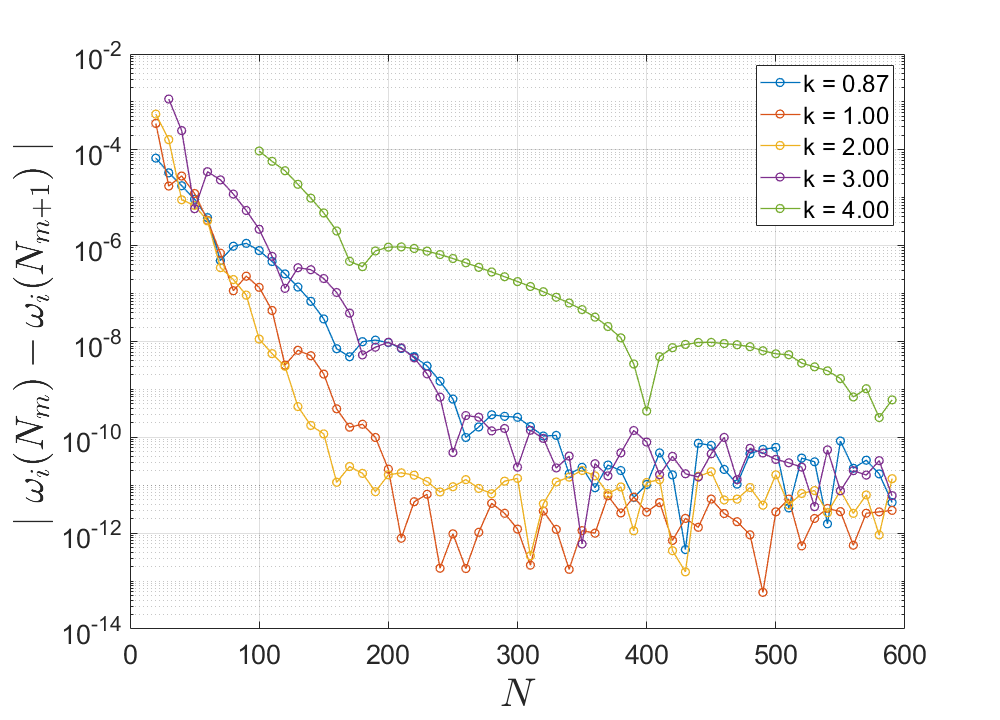 10^-2
10^-4
10^-6
10^-8
10^-10
10^-12
10^-14
| ω_i(N_m) − ω_i(N_{m+1}) |
k = 0.87
k = 1.00
k = 2.00
k = 3.00
k = 4.00
0 100 200 300 400 500 600
N